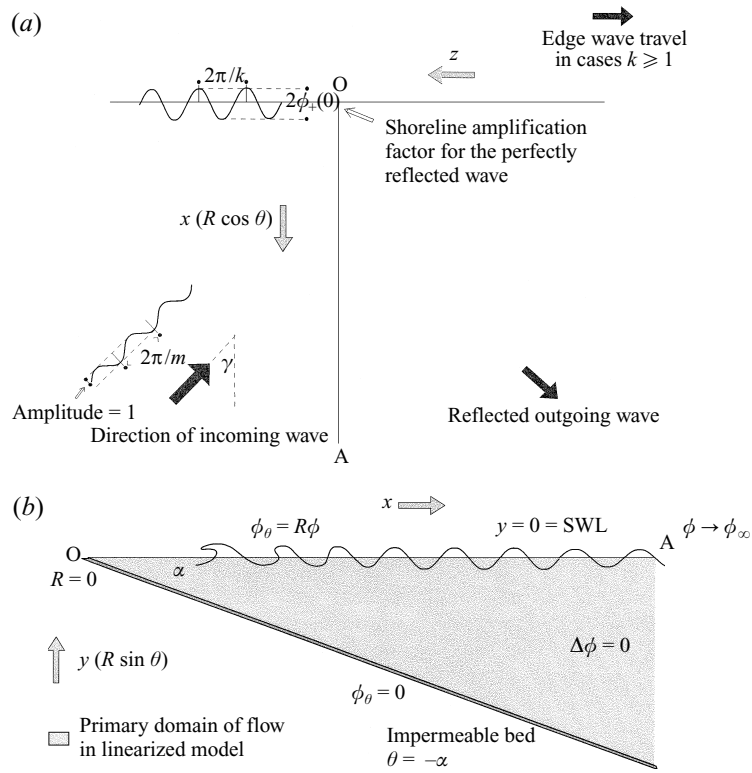 (a)
Edge wave travel
in cases k ⩾ 1
z
O
2π/k
2ϕ₊(0)
Shoreline amplification
factor for the perfectly
reflected wave
x (R cos θ)
2π/m
γ
Amplitude = 1
Direction of incoming wave
Reflected outgoing wave
A
(b)
x
ϕθ = Rϕ
y = 0 = SWL
A
ϕ → ϕ∞
O
α
R = 0
Δϕ = 0
y (R sin θ)
ϕθ = 0
Primary domain of flow
in linearized model
Impermeable bed
θ = −α